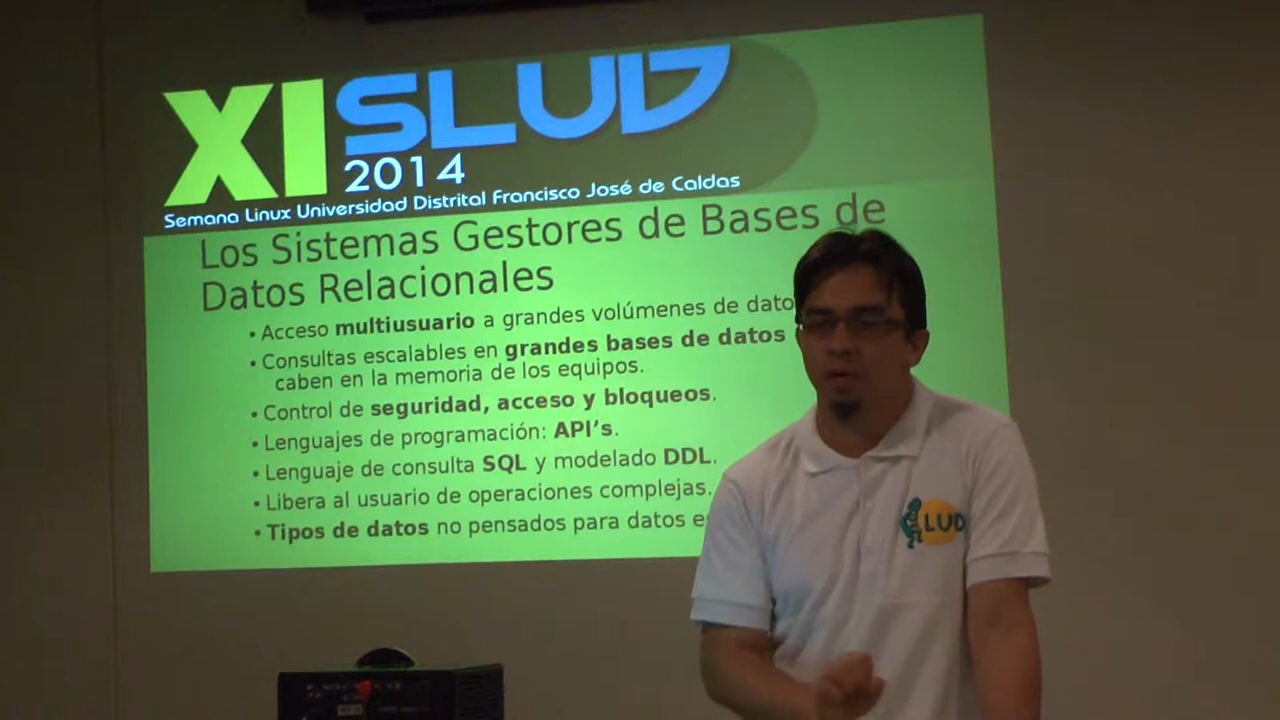 XI SLUD
2014
Semana Linux Universidad Distrital Francisco José de Caldas
Los Sistemas Gestores de Bases de
Datos Relacionales
• Acceso multiusuario a grandes volúmenes de dato
• Consultas escalables en grandes bases de datos
caben en la memoria de los equipos.
• Control de seguridad, acceso y bloqueos.
• Lenguajes de programación: API’s.
• Lenguaje de consulta SQL y modelado DDL.
• Libera al usuario de operaciones complejas.
• Tipos de datos no pensados para datos es
LUD